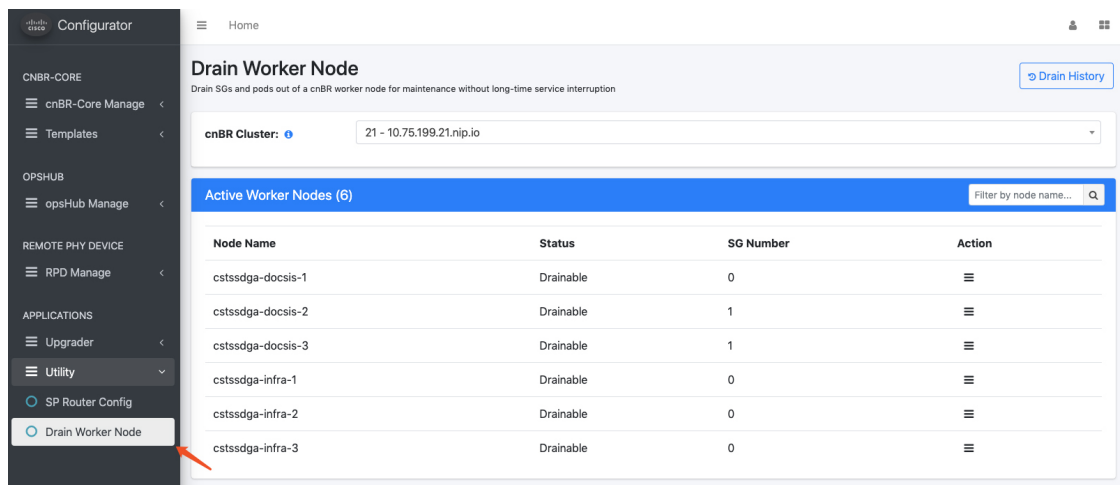 CISCO Configurator
Home
CNBR-CORE
cnBR-Core Manage
Templates
OPSHUB
opsHub Manage
REMOTE PHY DEVICE
RPD Manage
APPLICATIONS
Upgrader
Utility
SP Router Config
Drain Worker Node
Drain Worker Node
Drain SGs and pods out of a cnBR worker node for maintenance without long-time service interruption
Drain History
cnBR Cluster: 21 - 10.75.199.21.nip.io
Active Worker Nodes (6) Filter by node name...
Node Name Status SG Number Action
cstssdga-docsis-1 Drainable 0
cstssdga-docsis-2 Drainable 1
cstssdga-docsis-3 Drainable 1
cstssdga-infra-1 Drainable 0
cstssdga-infra-2 Drainable 0
cstssdga-infra-3 Drainable 0